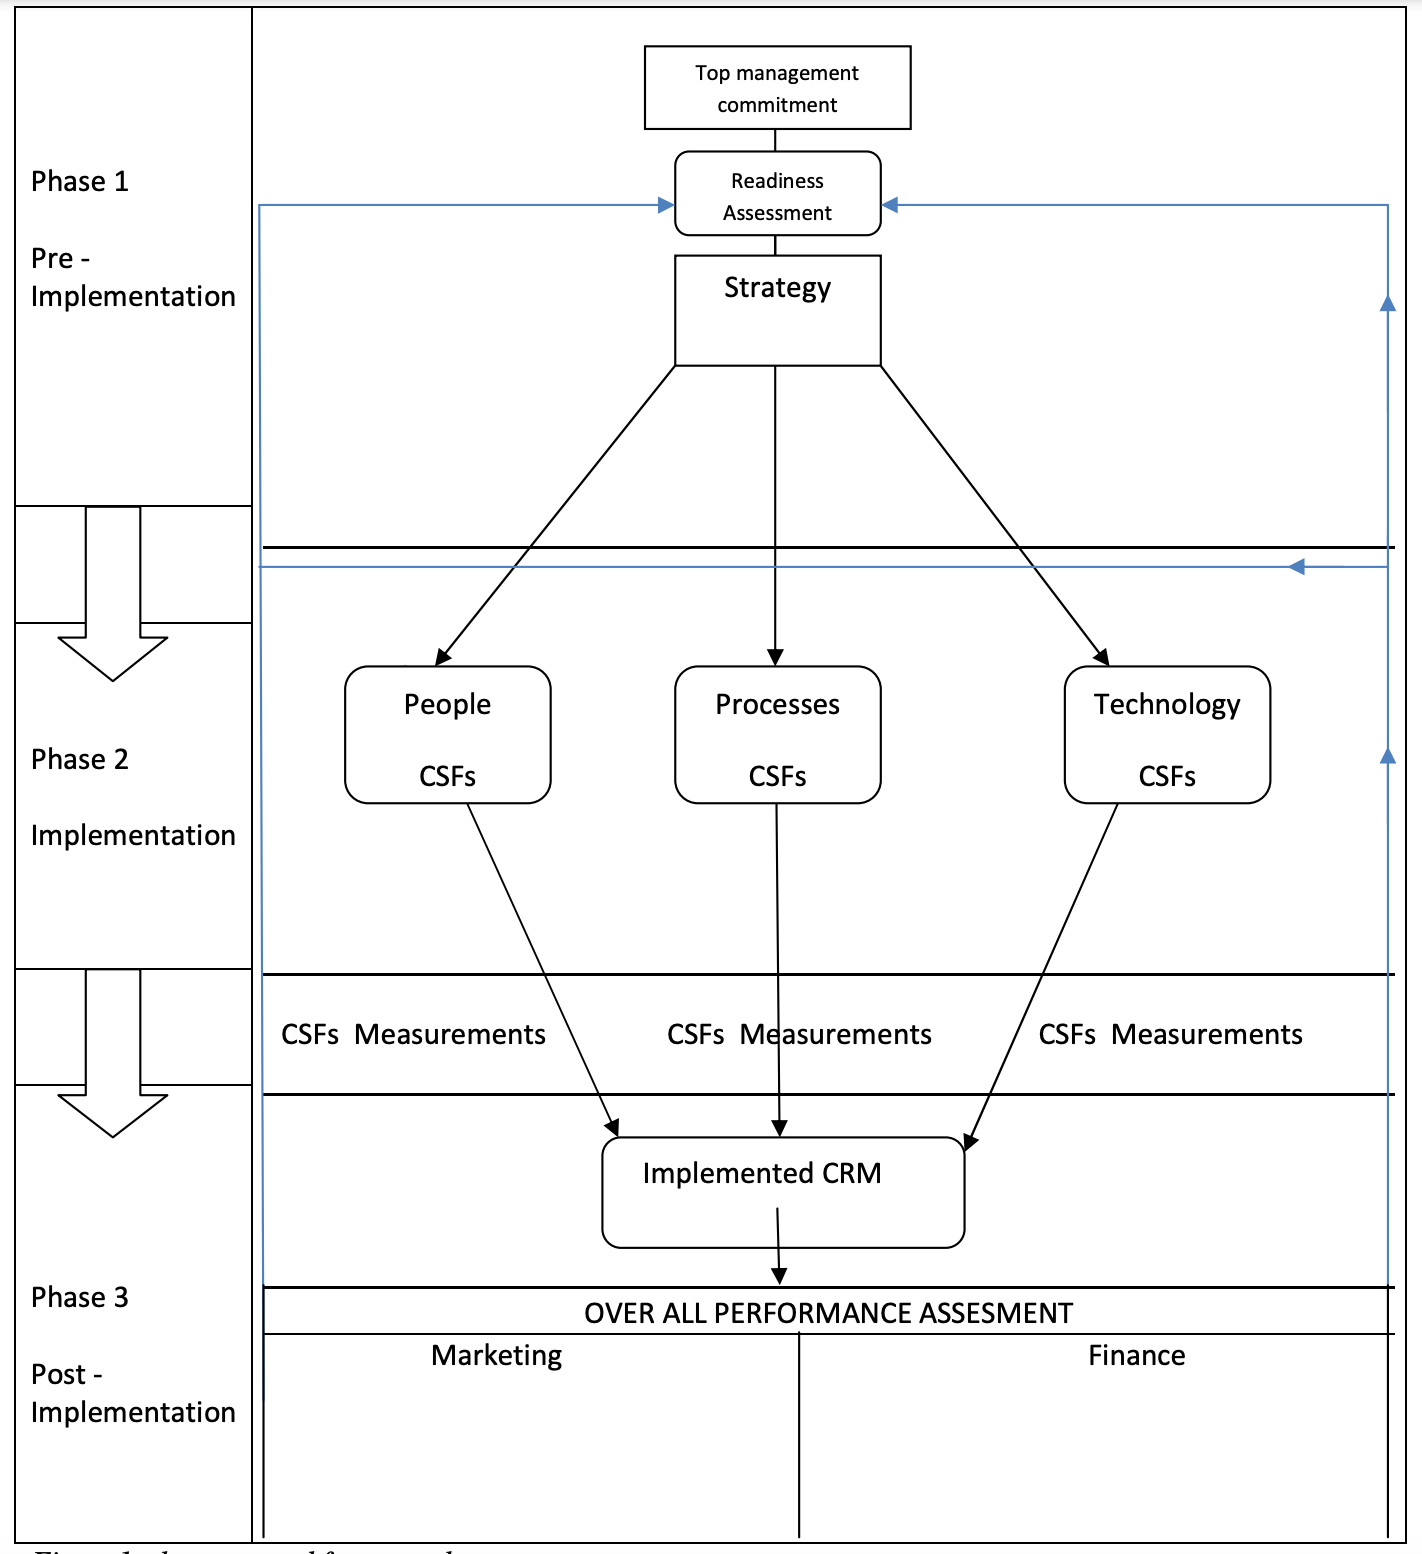 Top management
commitment
Readiness
Assessment
Phase 1
Pre -
Implementation
Strategy
People
CSFs
Processes
CSFs
Technology
CSFs
Phase 2
Implementation
CSFs  Measurements
CSFs  Measurements
CSFs  Measurements
Implemented CRM
Phase 3
Post -
Implementation
OVER ALL PERFORMANCE ASSESMENT
Marketing
Finance